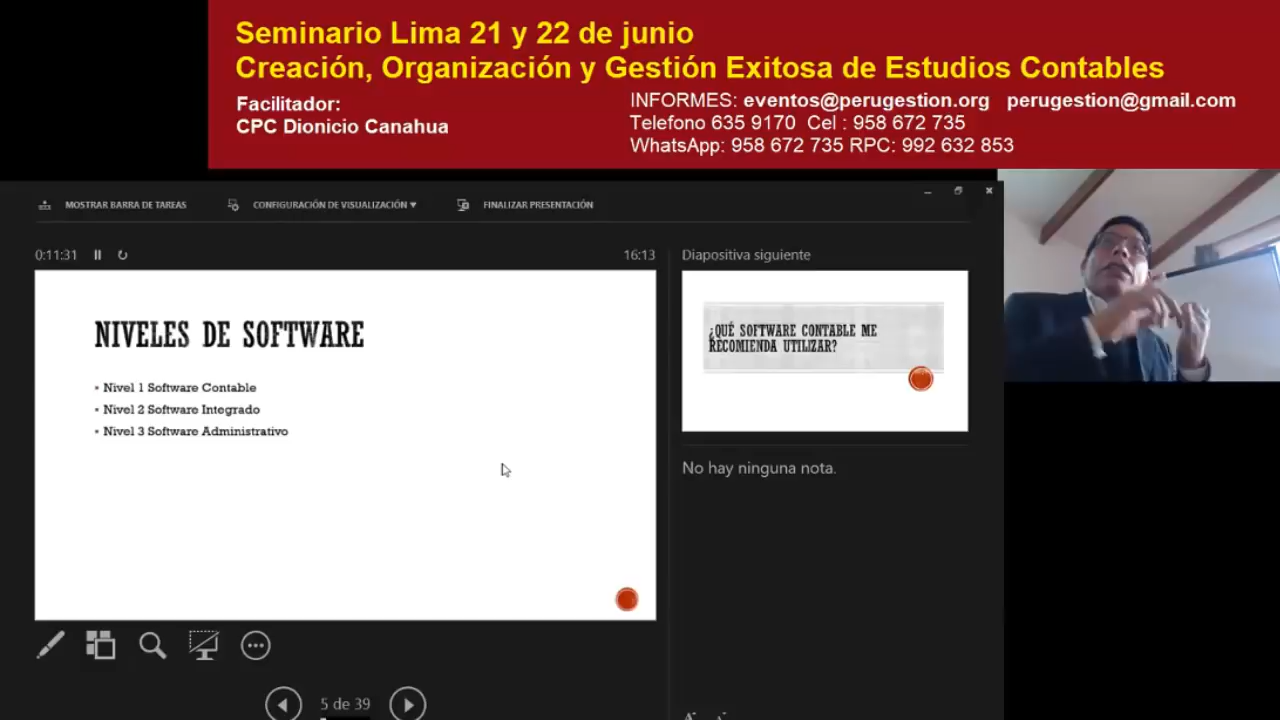 Seminario Lima 21 y 22 de junio
Creación, Organización y Gestión Exitosa de Estudios Contables
Facilitador:
CPC Dionicio Canahua
INFORMES: eventos@perugestion.org perugestion@gmail.com
Telefono 635 9170 Cel : 958 672 735
WhatsApp: 958 672 735 RPC: 992 632 853
MOSTRAR BARRA DE TAREAS
CONFIGURACIÓN DE VISUALIZACIÓN ▼
FINALIZAR PRESENTACIÓN
0:11:31
16:13
NIVELES DE SOFTWARE
▪ Nivel 1 Software Contable
▪ Nivel 2 Software Integrado
▪ Nivel 3 Software Administrativo
5 de 39
Diapositiva siguiente
¿QUÉ SOFTWARE CONTABLE ME
RECOMIENDA UTILIZAR?
No hay ninguna nota.